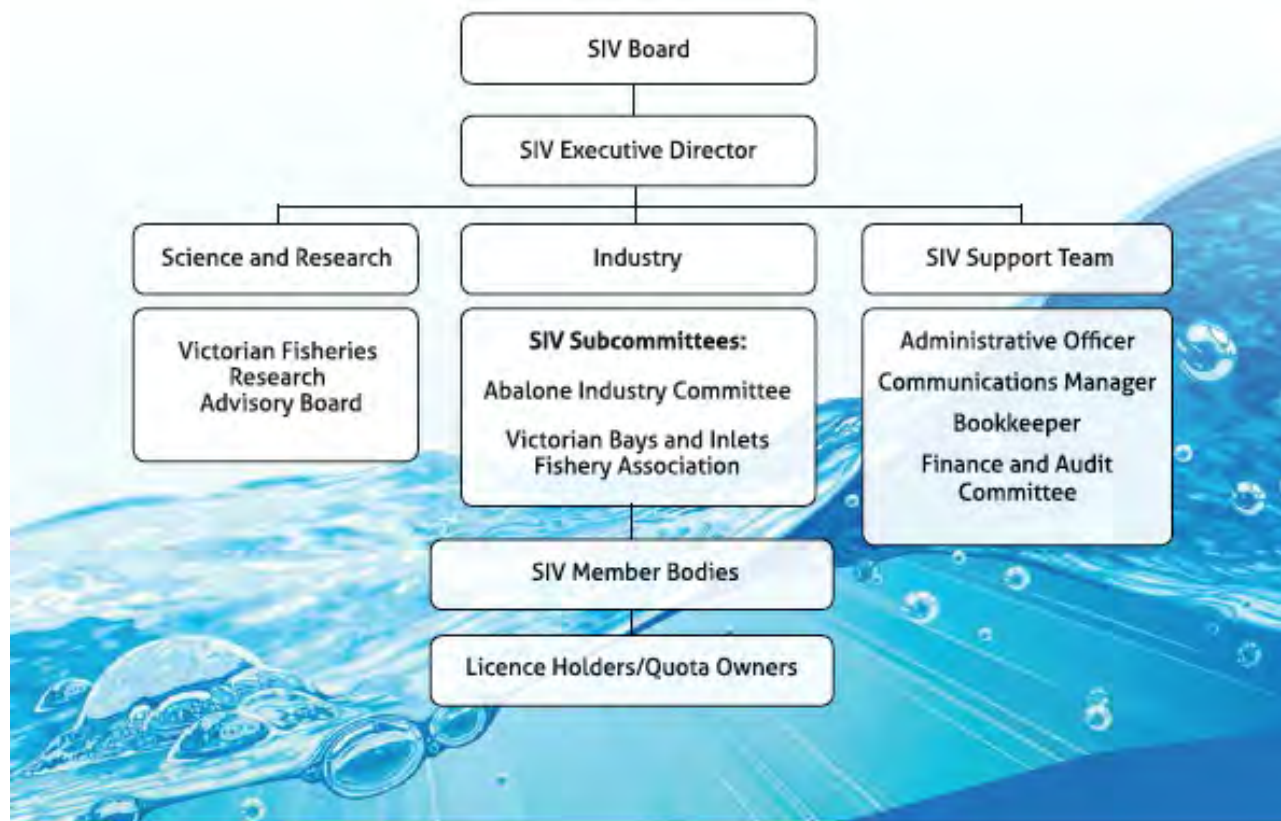 SIV Board
SIV Executive Director
Science and Research
Industry
SIV Support Team
Victorian Fisheries
Research
Advisory Board
SIV Subcommittees:
Abalone Industry Committee
Victorian Bays and Inlets
Fishery Association
Administrative Officer
Communications Manager
Bookkeeper
Finance and Audit
Committee
SIV Member Bodies
Licence Holders/Quota Owners